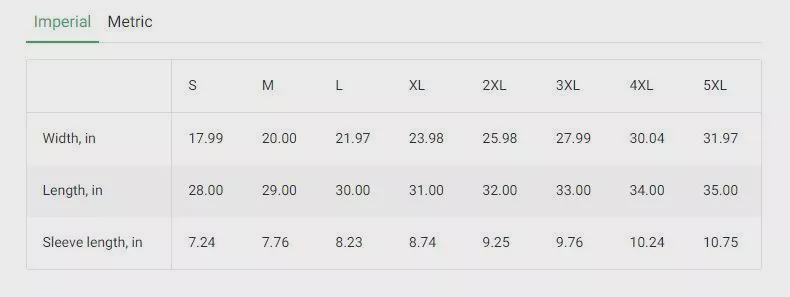 Imperial Metric
S M L XL 2XL 3XL 4XL 5XL
Width, in 17.99 20.00 21.97 23.98 25.98 27.99 30.04 31.97
Length, in 28.00 29.00 30.00 31.00 32.00 33.00 34.00 35.00
Sleeve length, in 7.24 7.76 8.23 8.74 9.25 9.76 10.24 10.75